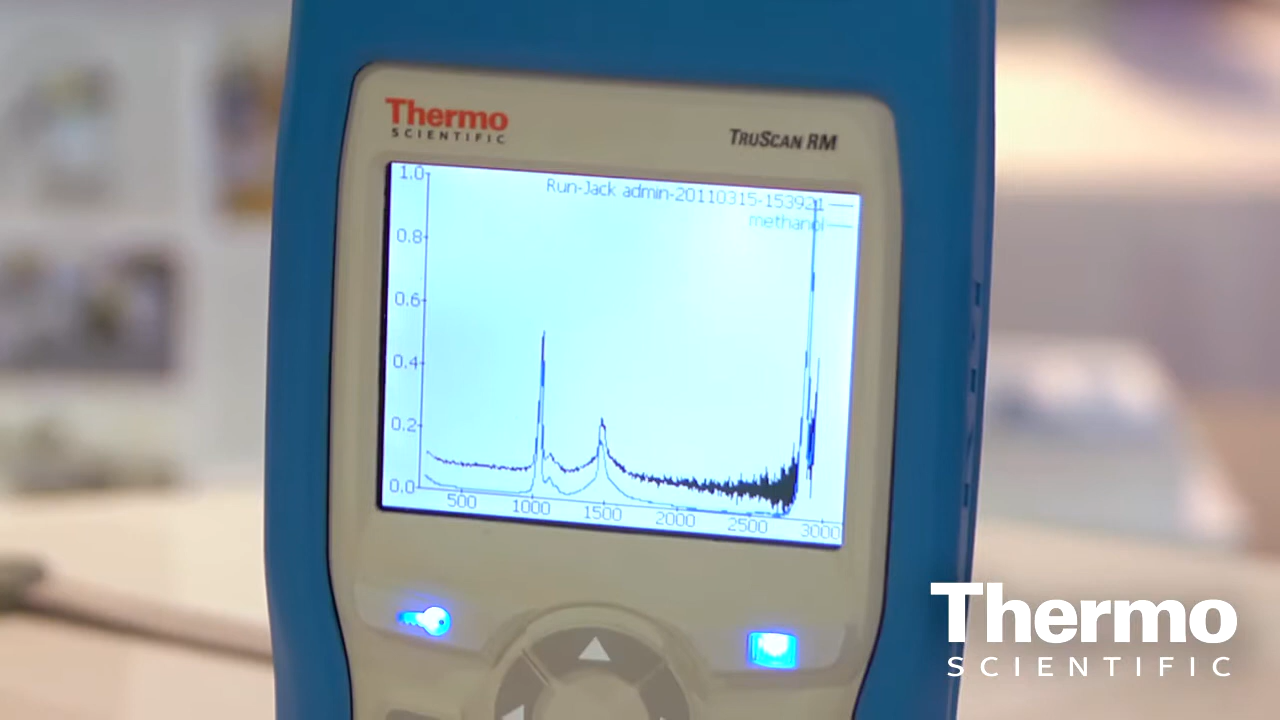 Thermo
SCIENTIFIC
TRUSCAN RM
1.0
Run-Jack admin-20110315-153921
methanol
0.8
0.6
0.4
0.2
0.0
500 1000 1500 2000 2500 3000
Thermo
SCIENTIFIC